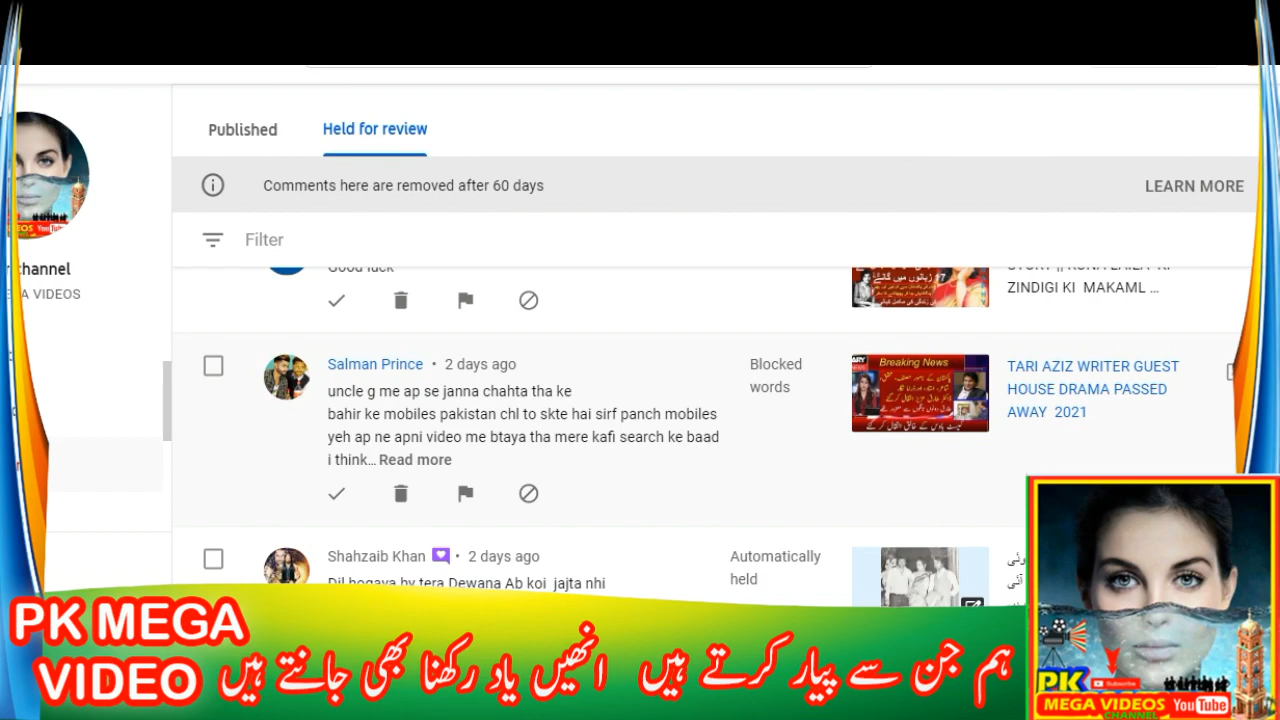 Published
Held for review
Comments here are removed after 60 days
LEARN MORE
Filter
channel
A VIDEOS
Good luck
ZINDIGI KI MAKAML ...
Salman Prince • 2 days ago
uncle g me ap se janna chahta tha ke
bahir ke mobiles pakistan chl to skte hai sirf panch mobiles
yeh ap ne apni video me btaya tha mere kafi search ke baad
i think... Read more
Blocked
words
Breaking News
TARI AZIZ WRITER GUEST
HOUSE DRAMA PASSED
AWAY 2021
Shahzaib Khan • 2 days ago
Dil hogaya hy tera Dewana Ab koi jajta nhi
Automatically
held
PK MEGA
VIDEO
ہم جن سے پیار کرتے ہیں انھیں یاد رکھنا بھی جانتے ہیں
PK
Subscribe
MEGA VIDEOS YouTube
CHANNEL